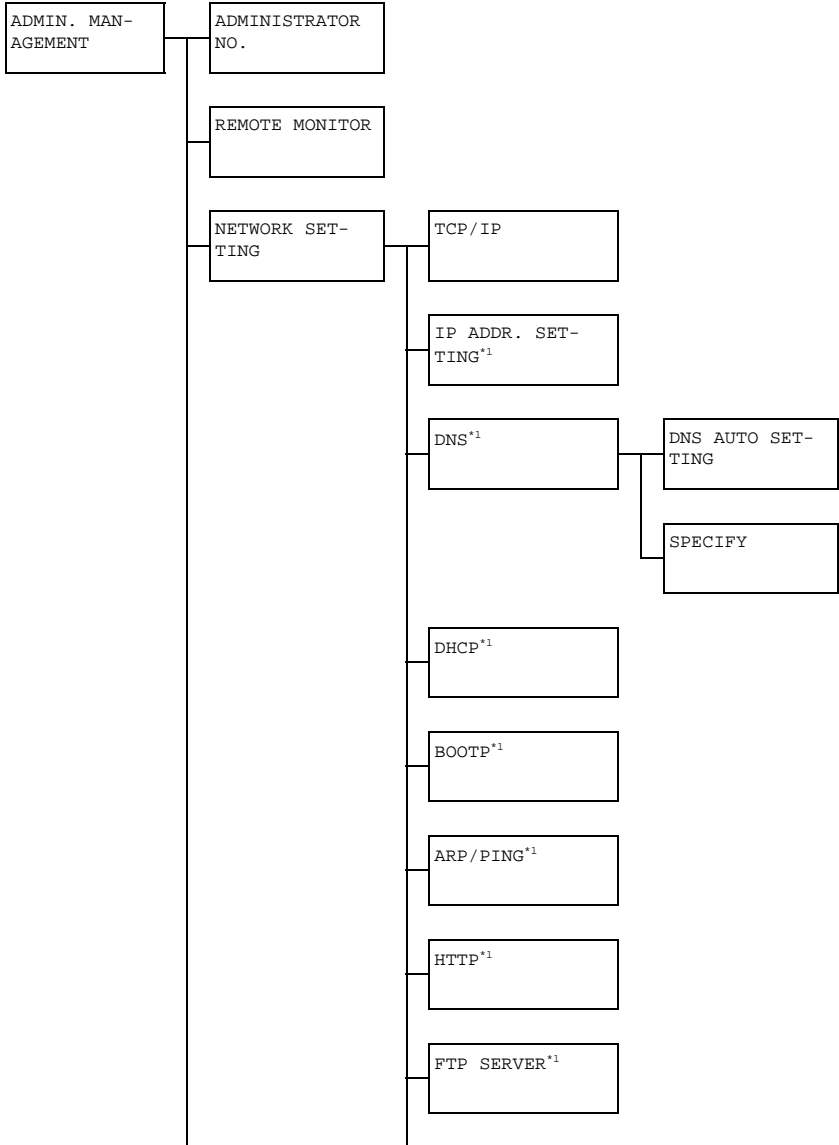 ADMIN. MAN-
AGEMENT
ADMINISTRATOR
NO.
REMOTE MONITOR
NETWORK SET-
TING
TCP/IP
IP ADDR. SET-
TING*1
DNS*1
DNS AUTO SET-
TING
SPECIFY
DHCP*1
BOOTP*1
ARP/PING*1
HTTP*1
FTP SERVER*1